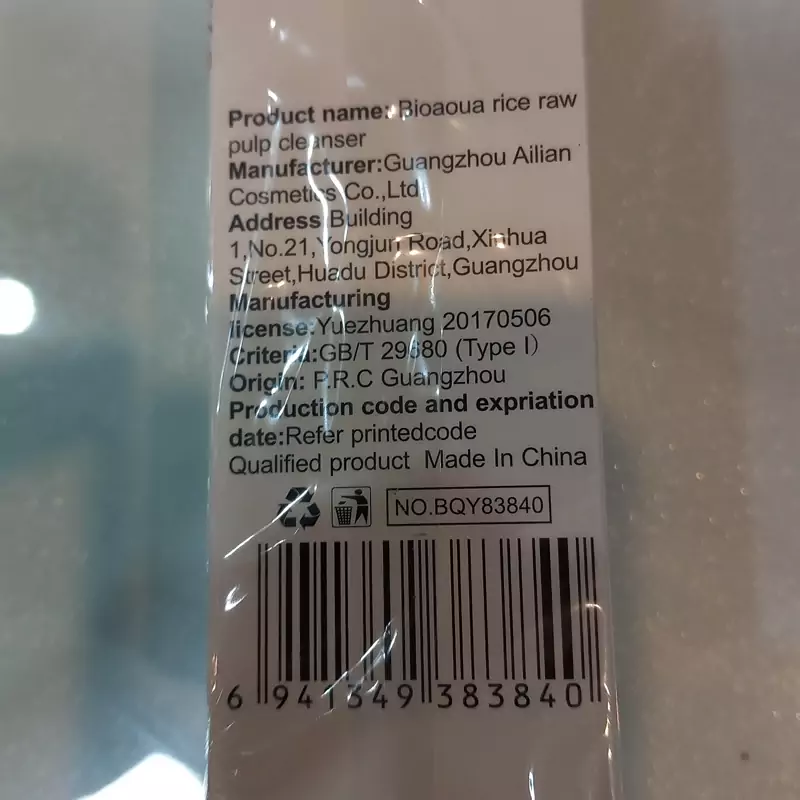 Product name: Bioaoua rice raw
pulp cleanser
Manufacturer:Guangzhou Ailian
Cosmetics Co.,Ltd
Address Building
1,No.21,Yongjun Road,Xinhua
Street,Huadu District,Guangzhou
Manufacturing
license:Yuezhuang 20170506
Criteria:GB/T 29680 (Type I)
Origin: P.R.C Guangzhou
Production code and expriation
date:Refer printedcode
Qualified product Made In China
NO.BQY83840
6 941349 383840